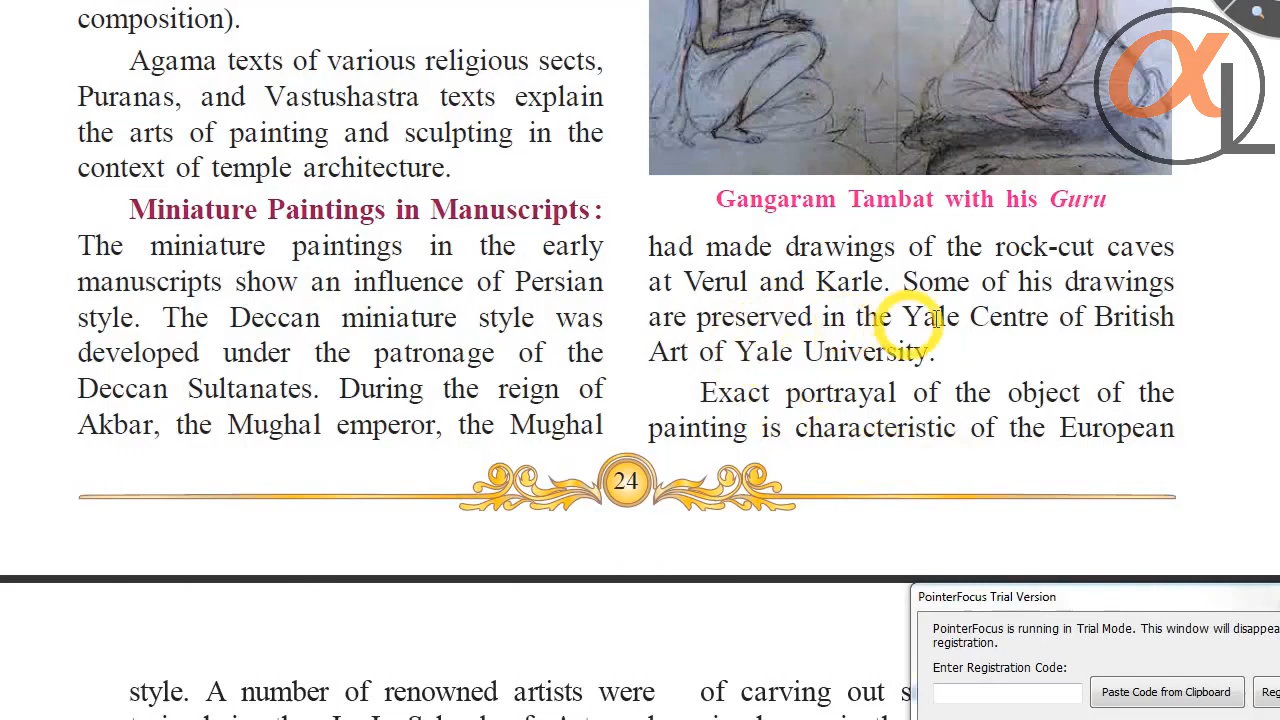 composition).
Agama texts of various religious sects,
Puranas, and Vastushastra texts explain
the arts of painting and sculpting in the
context of temple architecture.
Miniature Paintings in Manuscripts :
The miniature paintings in the early
manuscripts show an influence of Persian
style. The Deccan miniature style was
developed under the patronage of the
Deccan Sultanates. During the reign of
Akbar, the Mughal emperor, the Mughal
Gangaram Tambat with his Guru
had made drawings of the rock-cut caves
at Verul and Karle. Some of his drawings
are preserved in the Yale Centre of British
Art of Yale University.
Exact portrayal of the object of the
painting is characteristic of the European
24
style. A number of renowned artists were
of carving out
αL
PointerFocus Trial Version
PointerFocus is running in Trial Mode. This window will disappea
registration.
Enter Registration Code:
Paste Code from Clipboard
Reg